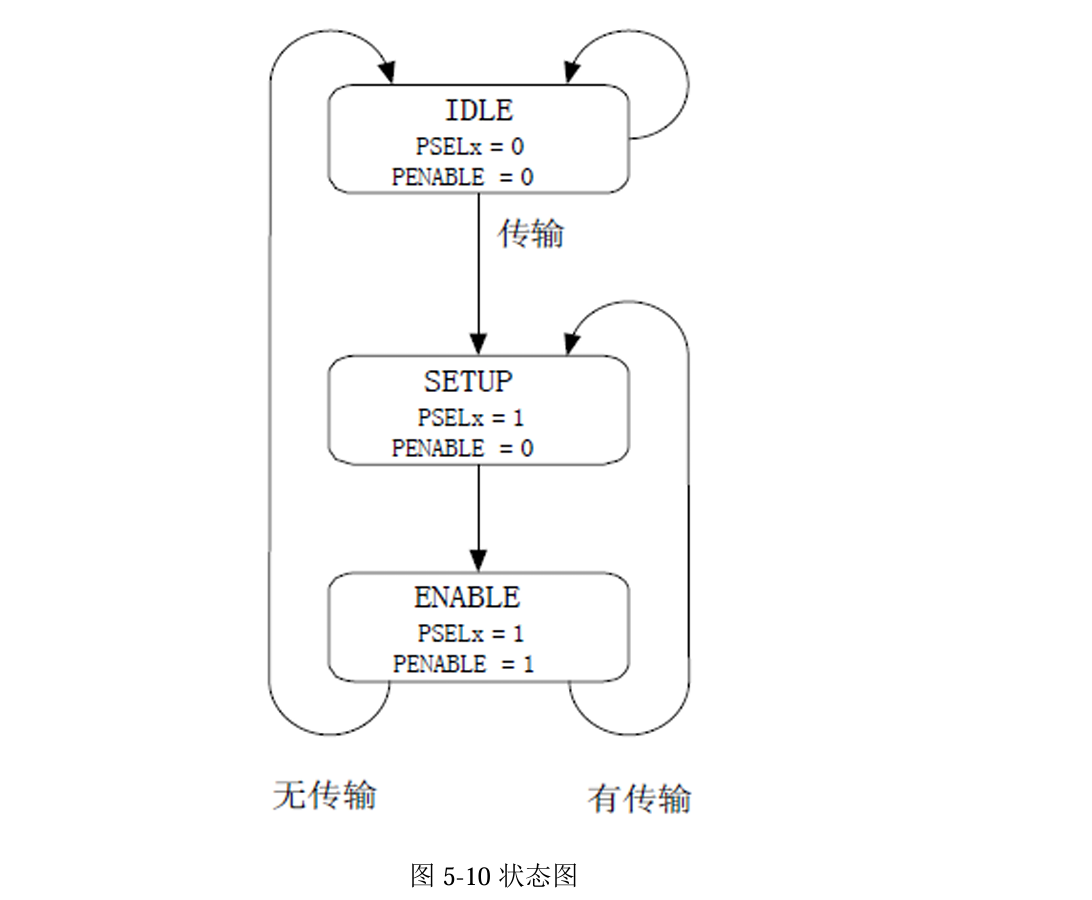 IDLE
PSELx = 0
PENABLE = 0
传输
SETUP
PSELx = 1
PENABLE = 0
ENABLE
PSELx = 1
PENABLE = 1
无传输
有传输
图 5-10 状态图